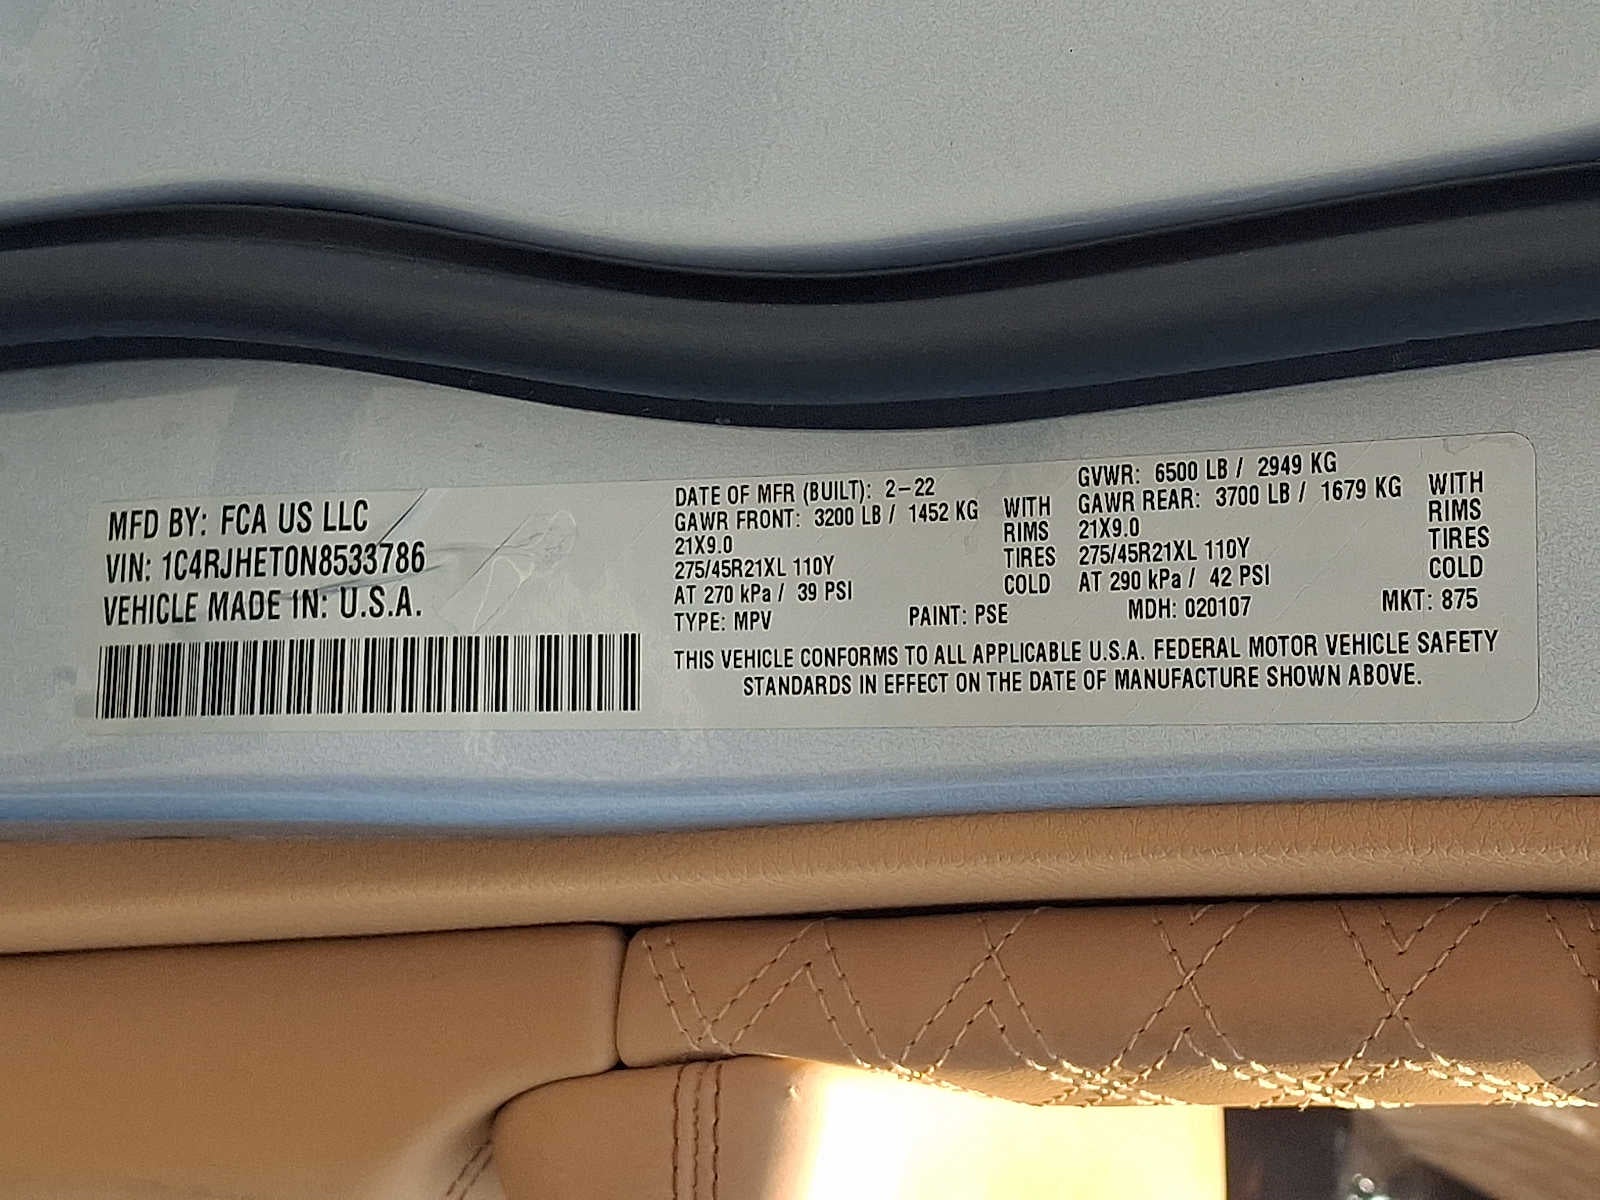 MFD BY: FCA US LLC
VIN: 1C4RJHET0N8533786
VEHICLE MADE IN: U.S.A.
DATE OF MFR (BUILT): 2-22
GAWR FRONT: 3200 LB / 1452 KG WITH
21X9.0 RIMS
275/45R21XL 110Y TIRES
AT 270 kPa / 39 PSI COLD
GVWR: 6500 LB / 2949 KG
GAWR REAR: 3700 LB / 1679 KG WITH
21X9.0 RIMS
275/45R21XL 110Y TIRES
AT 290 kPa / 42 PSI COLD
TYPE: MPV PAINT: PSE MDH: 020107 MKT: 875
THIS VEHICLE CONFORMS TO ALL APPLICABLE U.S.A. FEDERAL MOTOR VEHICLE SAFETY
STANDARDS IN EFFECT ON THE DATE OF MANUFACTURE SHOWN ABOVE.